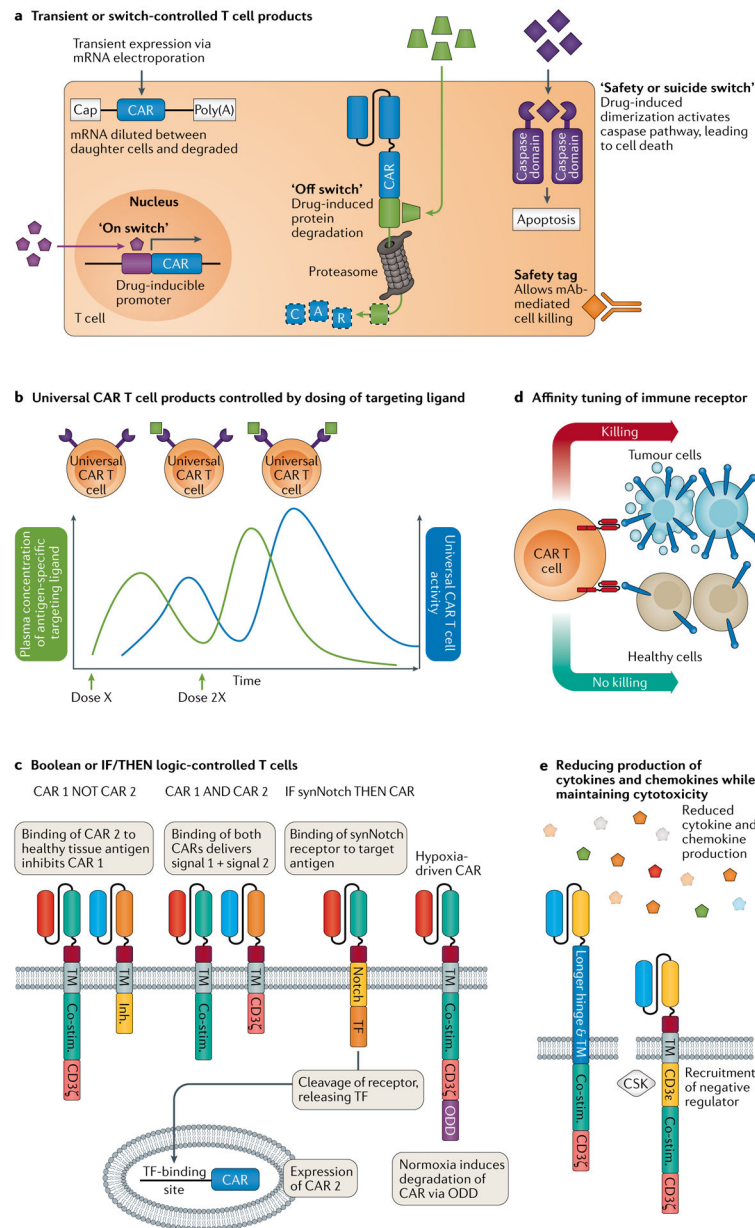 a Transient or switch-controlled T cell products
Transient expression via
mRNA electroporation
Cap
CAR
Poly(A)
mRNA diluted between
daughter cells and degraded
Nucleus
'On switch'
CAR
Drug-inducible
promoter
T cell
CAR
'Off switch'
Drug-induced
protein
degradation
Proteasome
C
A
R
'Safety or suicide switch'
Drug-induced
dimerization activates
caspase pathway, leading
to cell death
Caspase
domain
Caspase
domain
Apoptosis
Safety tag
Allows mAb-
mediated
cell killing
b Universal CAR T cell products controlled by dosing of targeting ligand
Universal
CAR T
cell
Universal
CAR T
cell
Universal
CAR T
cell
Plasma concentration
of antigen-specific
targeting ligand
Universal CAR T cell
activity
Time
Dose X
Dose 2X
d Affinity tuning of immune receptor
Killing
Tumour cells
CAR T
cell
Healthy cells
No killing
c Boolean or IF/THEN logic-controlled T cells
CAR 1 NOT CAR 2
CAR 1 AND CAR 2
IF synNotch THEN CAR
Binding of CAR 2 to
healthy tissue antigen
inhibits CAR 1
Binding of both
CARs delivers
signal 1 + signal 2
Binding of synNotch
receptor to target
antigen
Hypoxia-
driven CAR
TM
Co-stim.
CD3ζ
TM
Inh.
TM
Co-stim.
TM
CD3ζ
Notch
TF
TM
Co-stim.
CD3ζ
ODD
Cleavage of receptor,
releasing TF
TF-binding
site
CAR
Expression
of CAR 2
Normoxia induces
degradation of
CAR via ODD
e Reducing production of
cytokines and chemokines while
maintaining cytotoxicity
Reduced
cytokine and
chemokine
production
Longer hinge & TM
Co-stim.
CD3ζ
TM
CD3ε
Co-stim.
CD3ζ
CSK
Recruitment
of negative
regulator